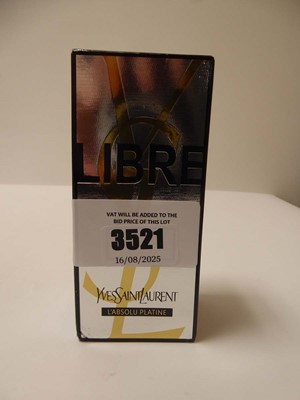 LIBRE
VAT WILL BE ADDED TO THE
BID PRICE OF THIS LOT
3521
16/08/2025
YVESSAINTLAURENT
L'ABSOLU PLATINE